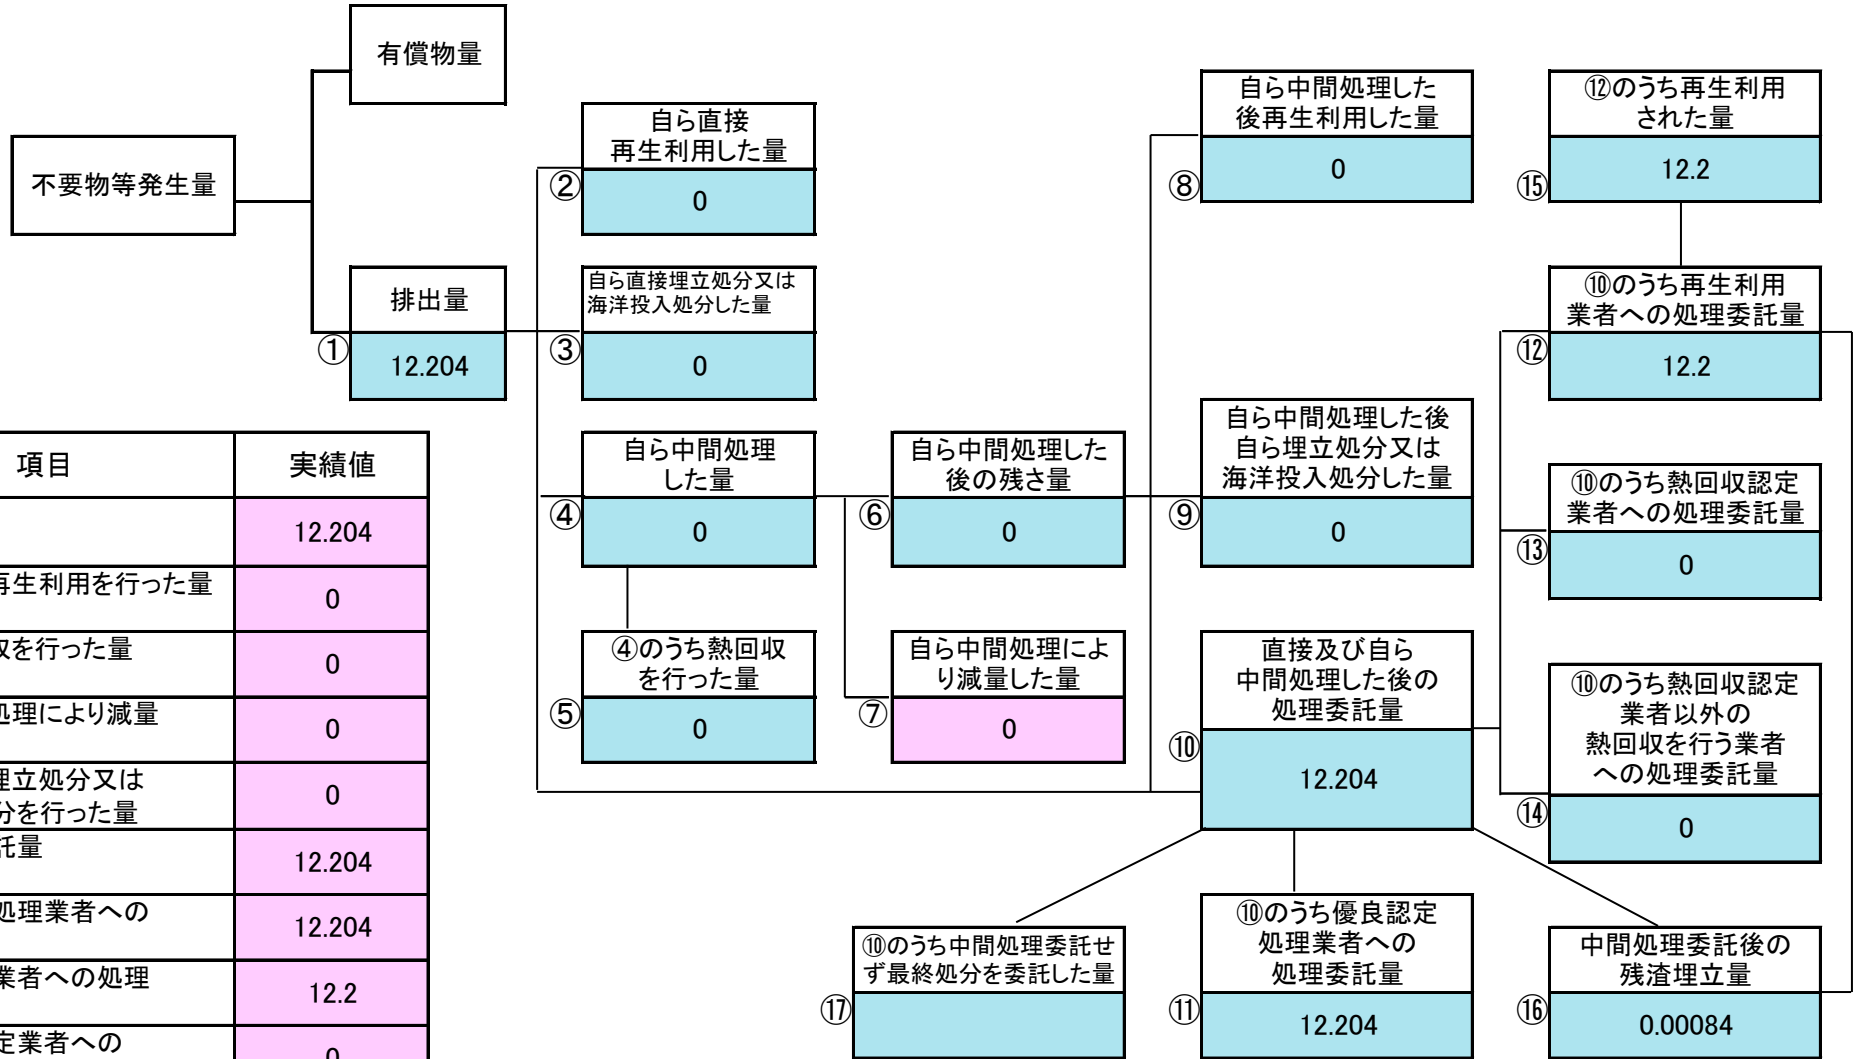 有償物量
不要物等発生量
排出量
①
12.204
自ら直接
再生利用した量
②
0
自ら直接埋立処分又は
海洋投入処分した量
③
0
自ら中間処理
した量
④
0
④のうち熱回収
を行った量
⑤
0
自ら中間処理した
後の残さ量
⑥
0
自ら中間処理によ
り減量した量
⑦
0
自ら中間処理した
後再生利用した量
⑧
0
自ら中間処理した後
自ら埋立処分又は
海洋投入処分した量
⑨
0
直接及び自ら
中間処理した後の
処理委託量
⑩
12.204
⑩のうち優良認定
処理業者への
処理委託量
⑪
12.204
⑩のうち中間処理委託せ
ず最終処分を委託した量
⑰
⑫のうち再生利用
された量
⑮
12.2
⑩のうち再生利用
業者への処理委託量
⑫
12.2
⑩のうち熱回収認定
業者への処理委託量
⑬
0
⑩のうち熱回収認定
業者以外の
熱回収を行う業者
への処理委託量
⑭
0
中間処理委託後の
残渣埋立量
⑯
0.00084
項目 実績値
12.204
再生利用を行った量 0
を行った量 0
処理により減量 0
埋立処分又は
分を行った量 0
託量 12.204
処理業者への 12.204
業者への処理 12.2
定業者への 0